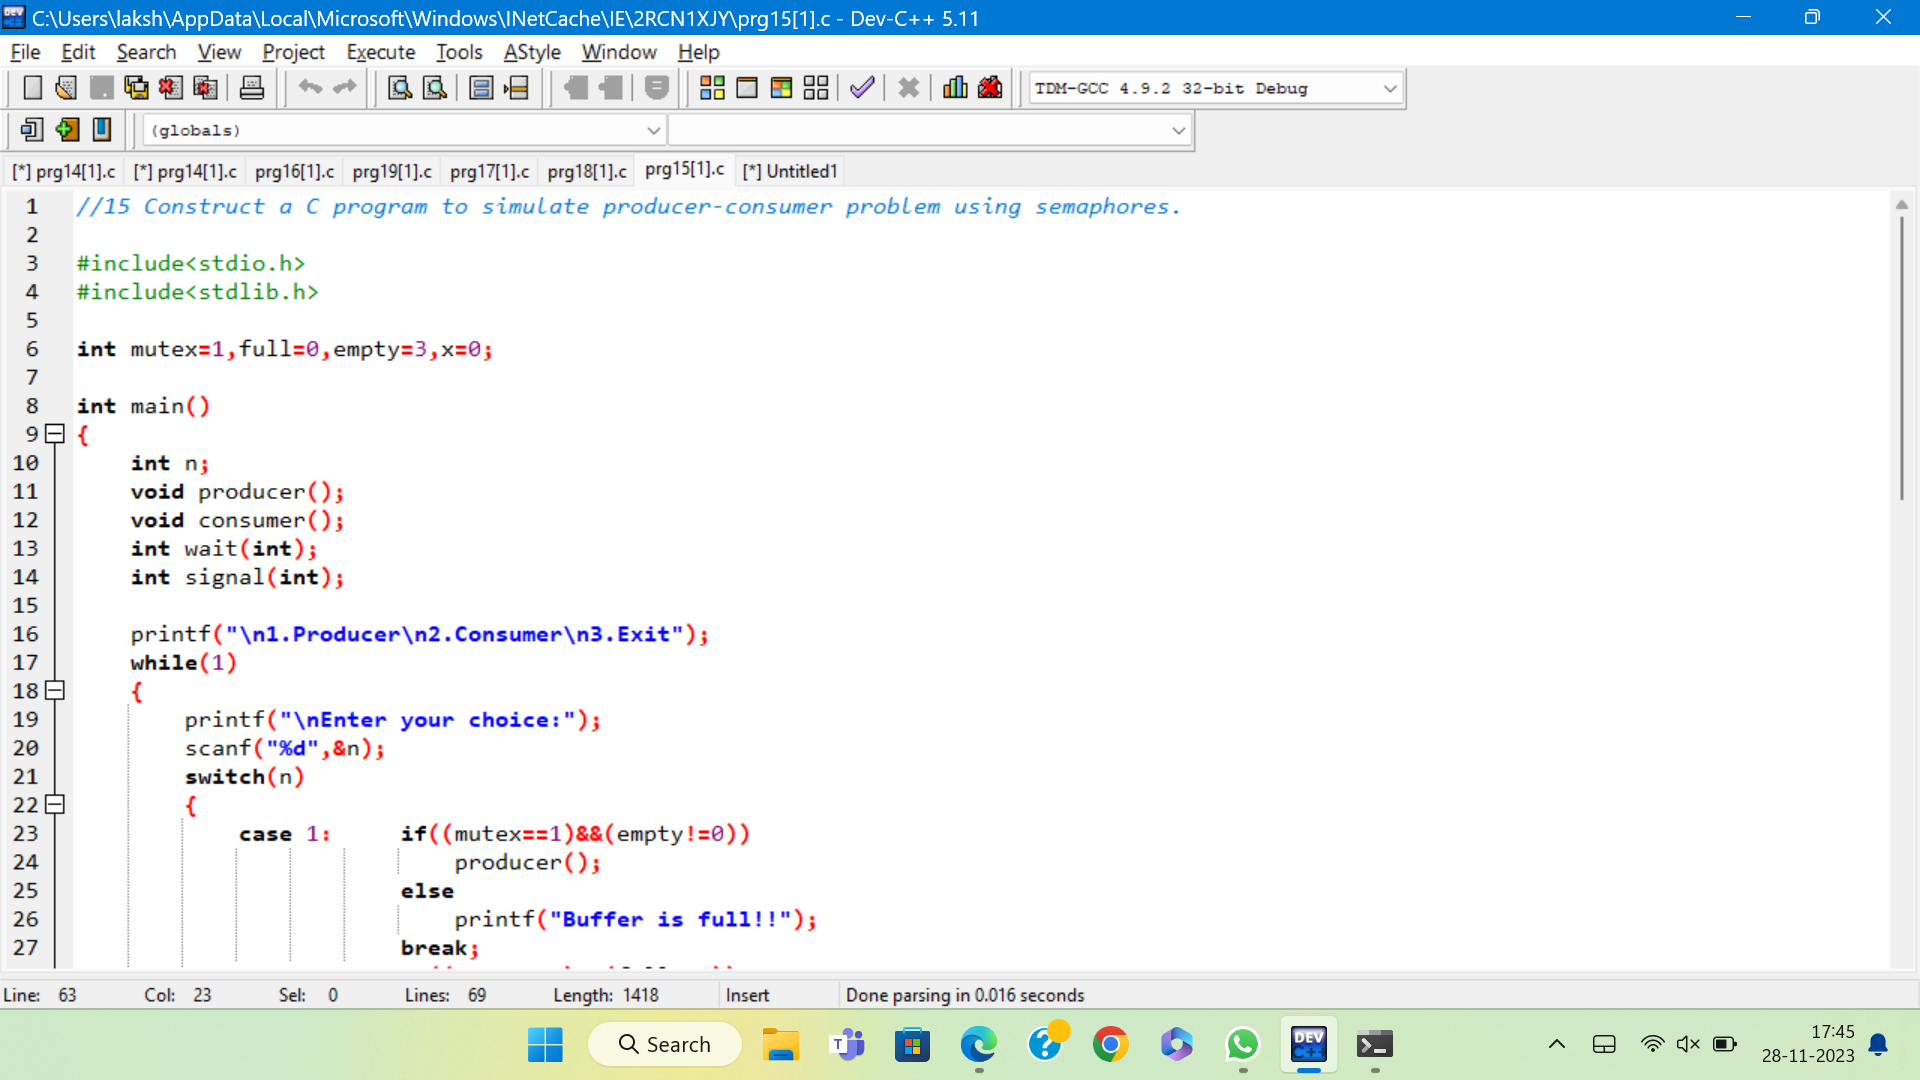 C:\Users\laksh\AppData\Local\Microsoft\Windows\INetCache\IE\2RCN1XJY\prg15[1].c - Dev-C++ 5.11
File Edit Search View Project Execute Tools AStyle Window Help
TDM-GCC 4.9.2 32-bit Debug
(globals)
[*] prg14[1].c [*] prg14[1].c prg16[1].c prg19[1].c prg17[1].c prg18[1].c prg15[1].c [*] Untitled1
1 //15 Construct a C program to simulate producer-consumer problem using semaphores.
2
3 #include<stdio.h>
4 #include<stdlib.h>
5
6 int mutex=1,full=0,empty=3,x=0;
7
8 int main()
9 {
10 int n;
11 void producer();
12 void consumer();
13 int wait(int);
14 int signal(int);
15
16 printf("\n1.Producer\n2.Consumer\n3.Exit");
17 while(1)
18 {
19 printf("\nEnter your choice:");
20 scanf("%d",&n);
21 switch(n)
22 {
23 case 1: if((mutex==1)&&(empty!=0))
24 producer();
25 else
26 printf("Buffer is full!!");
27 break;
Line: 63 Col: 23 Sel: 0 Lines: 69 Length: 1418 Insert Done parsing in 0.016 seconds
Search
DEV C++
17:45
28-11-2023